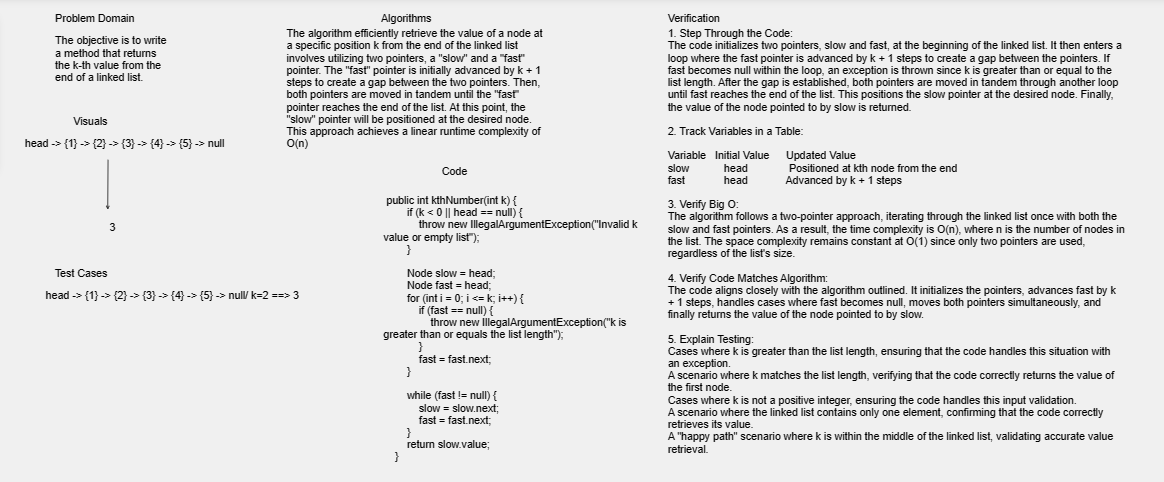 Problem Domain
The objective is to write
a method that returns
the k-th value from the
end of a linked list.
Visuals
head -> {1} -> {2} -> {3} -> {4} -> {5} -> null
3
Test Cases
head -> {1} -> {2} -> {3} -> {4} -> {5} -> null/ k=2 ==> 3
Algorithms
The algorithm efficiently retrieve the value of a node at
a specific position k from the end of the linked list
involves utilizing two pointers, a "slow" and a "fast"
pointer. The "fast" pointer is initially advanced by k + 1
steps to create a gap between the two pointers. Then,
both pointers are moved in tandem until the "fast"
pointer reaches the end of the list. At this point, the
"slow" pointer will be positioned at the desired node.
This approach achieves a linear runtime complexity of
O(n)
Code
public int kthNumber(int k) {
if (k < 0 || head == null) {
throw new IllegalArgumentException("Invalid k
value or empty list");
}
Node slow = head;
Node fast = head;
for (int i = 0; i <= k; i++) {
if (fast == null) {
throw new IllegalArgumentException("k is
greater than or equals the list length");
}
fast = fast.next;
}
while (fast != null) {
slow = slow.next;
fast = fast.next;
}
return slow.value;
}
Verification
1. Step Through the Code:
The code initializes two pointers, slow and fast, at the beginning of the linked list. It then enters a
loop where the fast pointer is advanced by k + 1 steps to create a gap between the pointers. If
fast becomes null within the loop, an exception is thrown since k is greater than or equal to the
list length. After the gap is established, both pointers are moved in tandem through another loop
until fast reaches the end of the list. This positions the slow pointer at the desired node. Finally,
the value of the node pointed to by slow is returned.
2. Track Variables in a Table:
Variable Initial Value Updated Value
slow head Positioned at kth node from the end
fast head Advanced by k + 1 steps
3. Verify Big O:
The algorithm follows a two-pointer approach, iterating through the linked list once with both the
slow and fast pointers. As a result, the time complexity is O(n), where n is the number of nodes in
the list. The space complexity remains constant at O(1) since only two pointers are used,
regardless of the list's size.
4. Verify Code Matches Algorithm:
The code aligns closely with the algorithm outlined. It initializes the pointers, advances fast by k
+ 1 steps, handles cases where fast becomes null, moves both pointers simultaneously, and
finally returns the value of the node pointed to by slow.
5. Explain Testing:
Cases where k is greater than the list length, ensuring that the code handles this situation with
an exception.
A scenario where k matches the list length, verifying that the code correctly returns the value of
the first node.
Cases where k is not a positive integer, ensuring the code handles this input validation.
A scenario where the linked list contains only one element, confirming that the code correctly
retrieves its value.
A "happy path" scenario where k is within the middle of the linked list, validating accurate value
retrieval.